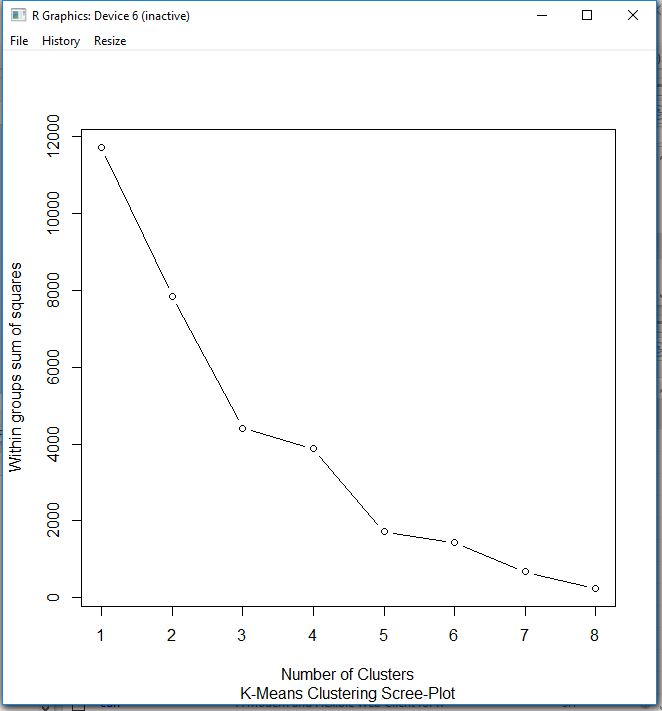 R Graphics: Device 6 (inactive)
File History Resize
12000
10000
8000
6000
4000
2000
0
Within groups sum of squares
1 2 3 4 5 6 7 8
Number of Clusters
K-Means Clustering Scree-Plot